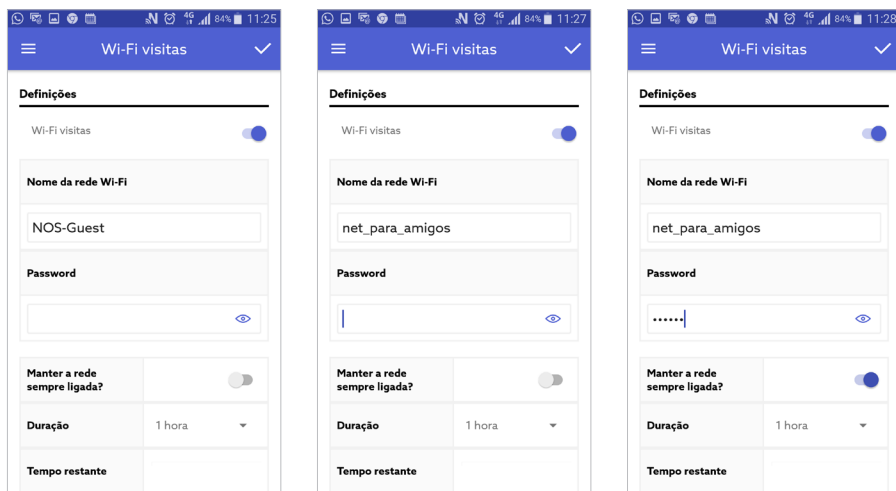 4G 84% 11:25
Wi-Fi visitas
Definições
Wi-Fi visitas
Nome da rede Wi-Fi
NOS-Guest
Password
Manter a rede
sempre ligada?
Duração
1 hora
Tempo restante
4G 84% 11:27
Wi-Fi visitas
Definições
Wi-Fi visitas
Nome da rede Wi-Fi
net_para_amigos
Password
Manter a rede
sempre ligada?
Duração
1 hora
Tempo restante
4G 84% 11:28
Wi-Fi visitas
Definições
Wi-Fi visitas
Nome da rede Wi-Fi
net_para_amigos
Password
••••••
Manter a rede
sempre ligada?
Duração
1 hora
Tempo restante